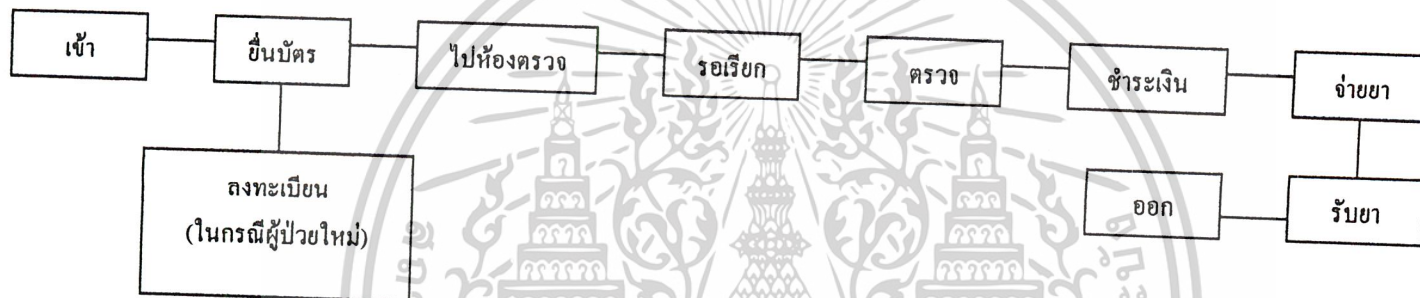 เข้า
ยื่นบัตร
ไปห้องตรวจ
รอเรียก
ตรวจ
ชำระเงิน
จ่ายยา
ลงทะเบียน
(ในกรณีผู้ป่วยใหม่)
ออก
รับยา